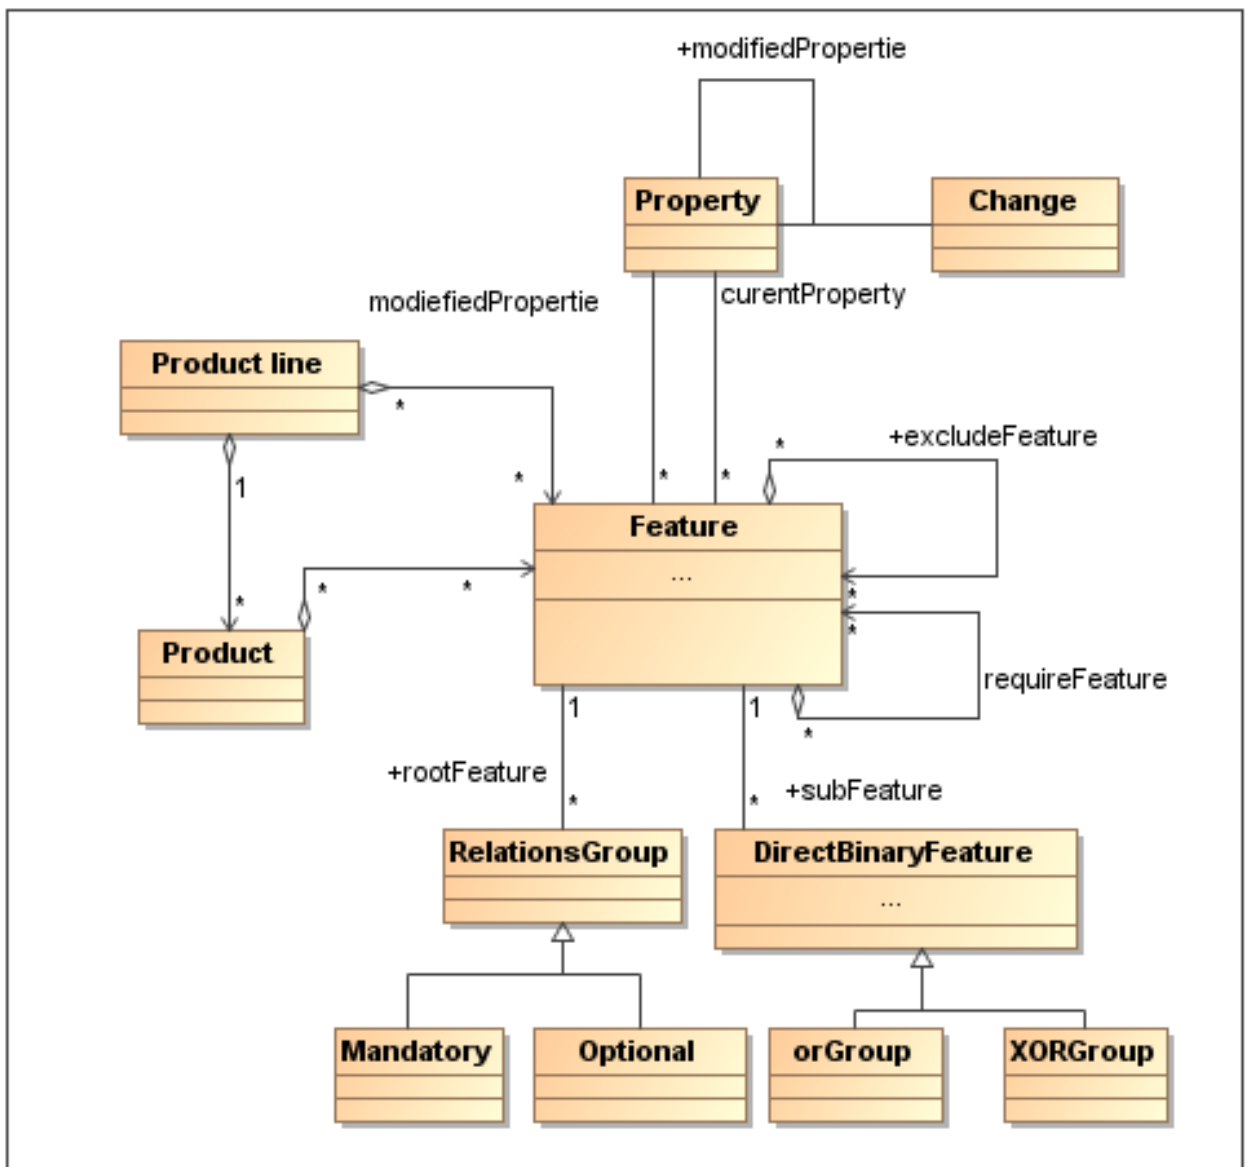 +modifiedPropertie
Property
Change
modiefiedPropertie
curentProperty
Product line
*
*
*
*
*
+excludeFeature
1
Feature
...
*
*
*
*
*
Product
requireFeature
1
1
*
+rootFeature
*
*
+subFeature
RelationsGroup
DirectBinaryFeature
...
Mandatory
Optional
orGroup
XORGroup